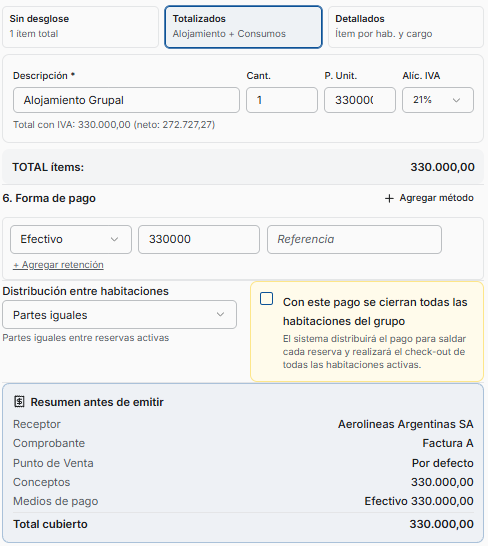 Sin desglose
1 item total
Totalizados
Alojamiento + Consumos
Detallados
Ítem por hab. y cargo
Descripción * Cant. P. Unit. Alíc. IVA
Alojamiento Grupal 1 330000 21%
Total con IVA: 330.000,00 (neto: 272.727,27)
TOTAL ítems: 330.000,00
6. Forma de pago + Agregar método
Efectivo 330000 Referencia
+ Agregar retención
Distribución entre habitaciones
Partes iguales
Partes iguales entre reservas activas
Con este pago se cierran todas las
habitaciones del grupo
El sistema distribuirá el pago para saldar
cada reserva y realizará el check-out de
todas las habitaciones activas.
Resumen antes de emitir
Receptor Aerolineas Argentinas SA
Comprobante Factura A
Punto de Venta Por defecto
Conceptos 330.000,00
Medios de pago Efectivo 330.000,00
Total cubierto 330.000,00